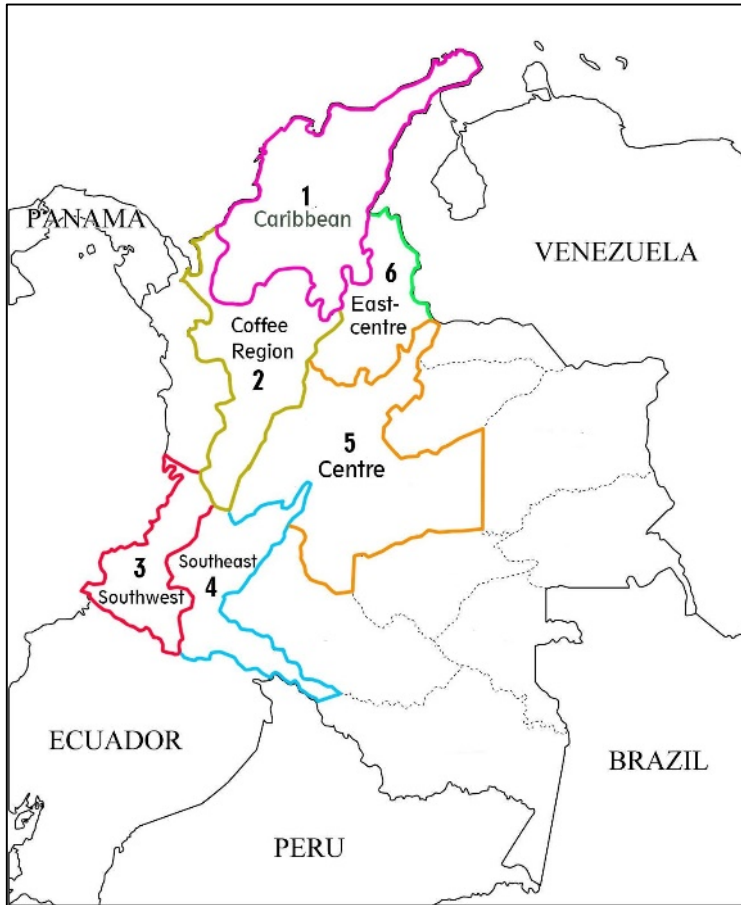 PANAMA
1
Caribbean
VENEZUELA
6
East-
centre
Coffee
Region
2
5
Centre
3
Southwest
Southeast
4
ECUADOR
BRAZIL
PERU